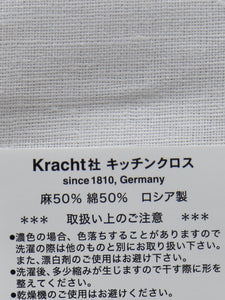 Kracht社 キッチンクロス
since 1810, Germany
麻50% 綿50% ロシア製
*** 取扱い上のご注意 ***
●濃色の場合、色落ちすることがありますので
洗濯の際は他のものと別にお取り扱い下さい。
また、漂白剤のご使用はお避け下さい。
●洗濯後、多少縮みが生じますので干す際に形を
整えてください。
●乾燥機のご使用はお避け下さい。